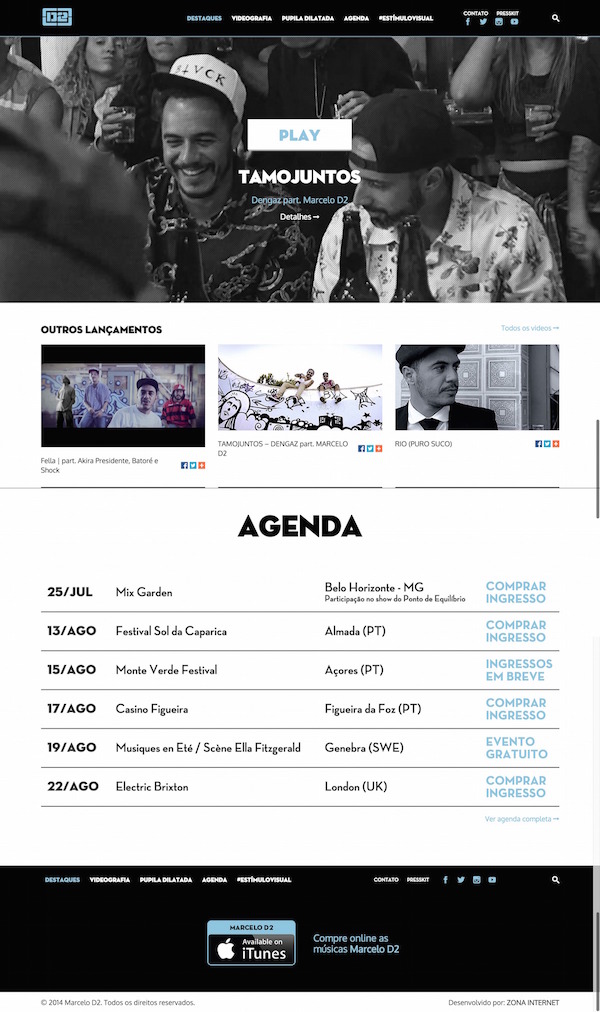 D2
DESTAQUES VIDEOGRAFIA PUPILA DILATADA AGENDA #ESTÍMULOVISUAL
CONTATO PRESSKIT
PLAY
TAMOJUNTOS
Dengaz part. Marcelo D2
Detalhes
OUTROS LANÇAMENTOS
Todos os vídeos
Fella | part. Akira Presidente, Batoré e
Shock
TAMOJUNTOS – DENGAZ part. MARCELO
D2
RIO (PURO SUCO)
AGENDA
25/JUL Mix Garden Belo Horizonte - MG COMPRAR
Participação no show do Ponto de Equilíbrio INGRESSO
13/AGO Festival Sol da Caparica Almada (PT) COMPRAR
INGRESSO
15/AGO Monte Verde Festival Açores (PT) INGRESSOS
EM BREVE
17/AGO Casino Figueira Figueira da Foz (PT) COMPRAR
INGRESSO
19/AGO Musiques en Eté / Scène Ella Fitzgerald Genebra (SWE) EVENTO
GRATUITO
22/AGO Electric Brixton London (UK) COMPRAR
INGRESSO
Ver agenda completa
DESTAQUES VIDEOGRAFIA PUPILA DILATADA AGENDA #ESTÍMULOVISUAL CONTATO PRESSKIT
MARCELO D2
Available on
iTunes
Compre online as
músicas Marcelo D2
© 2014 Marcelo D2. Todos os direitos reservados. Desenvolvido por: ZONA INTERNET